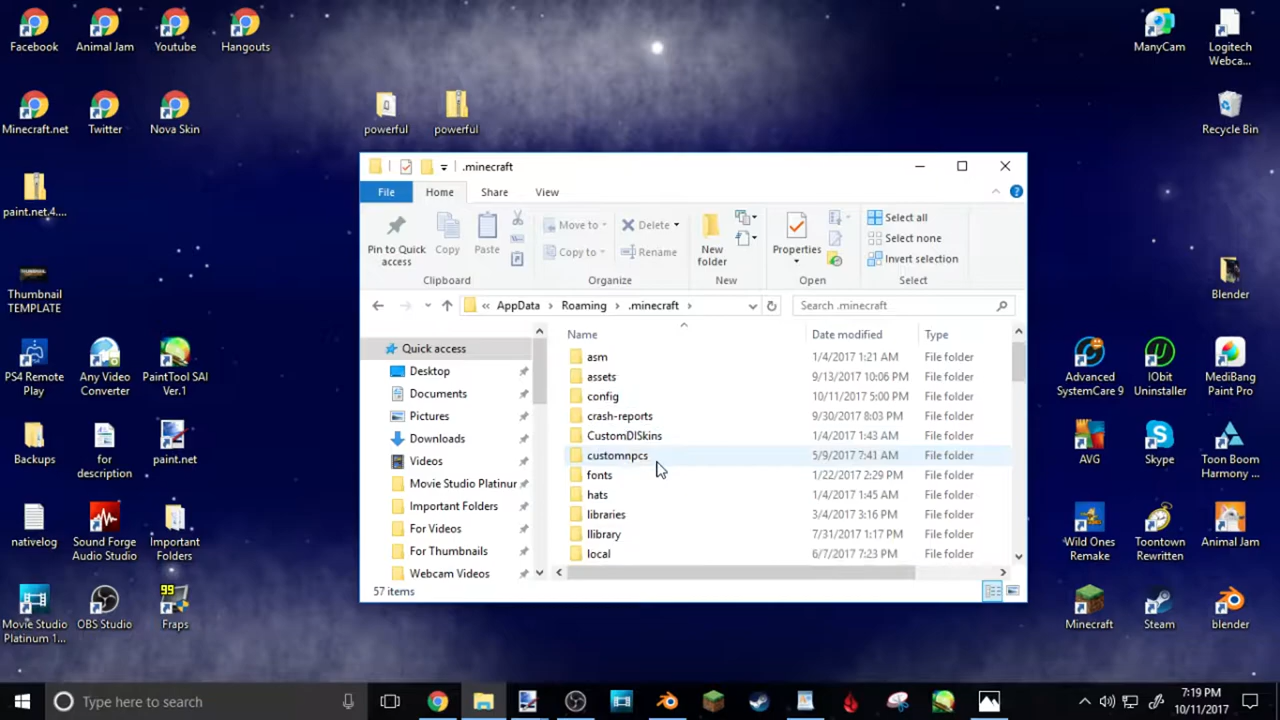 Facebook
Animal Jam
Youtube
Hangouts
ManyCam
Logitech
Webca...
Minecraft.net
Twitter
Nova Skin
powerful
powerful
Recycle Bin
paint.net.4....
Thumbnail
TEMPLATE
Blender
PS4 Remote
Play
Any Video
Converter
PaintTool SAI
Ver.1
Advanced
SystemCare 9
IObit
Uninstaller
MediBang
Paint Pro
Backups
for
description
paint.net
AVG
Skype
Toon Boom
Harmony ...
nativelog
Sound Forge
Audio Studio
Important
Folders
Wild Ones
Remake
Toontown
Rewritten
Animal Jam
Movie Studio
Platinum 1...
OBS Studio
99
Fraps
Minecraft
Steam
blender
.minecraft
File
Home
Share
View
Pin to Quick
access
Copy
Paste
Clipboard
Move to
Copy to
Delete
Rename
Organize
New
folder
New
Properties
Open
Select all
Select none
Invert selection
Select
« AppData › Roaming › .minecraft ›
Search .minecraft
Quick access
Desktop
Documents
Pictures
Downloads
Videos
Movie Studio Platinur
Important Folders
For Videos
For Thumbnails
Webcam Videos
Name Date modified Type
asm 1/4/2017 1:21 AM File folder
assets 9/13/2017 10:06 PM File folder
config 10/11/2017 5:00 PM File folder
crash-reports 9/30/2017 8:03 PM File folder
CustomDISkins 1/4/2017 1:43 AM File folder
customnpcs 5/9/2017 7:41 AM File folder
fonts 1/22/2017 2:29 PM File folder
hats 1/4/2017 1:45 AM File folder
libraries 3/4/2017 3:16 PM File folder
llibrary 7/31/2017 1:17 PM File folder
local 6/7/2017 7:23 PM File folder
57 items
Type here to search
7:19 PM
10/11/2017